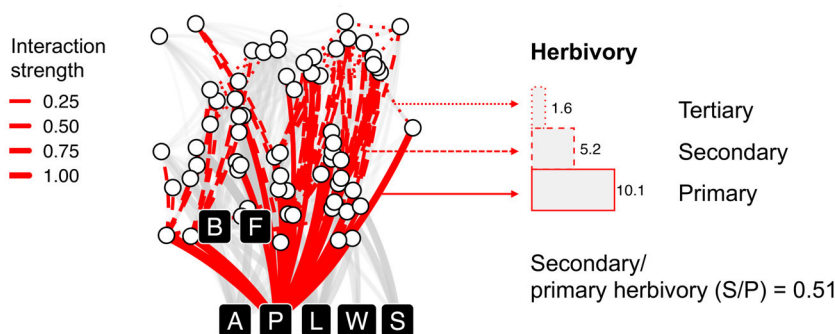 Interaction
strength
0.25
0.50
0.75
1.00
B F
A P L W S
Herbivory
1.6 Tertiary
5.2 Secondary
10.1 Primary
Secondary/
primary herbivory (S/P) = 0.51